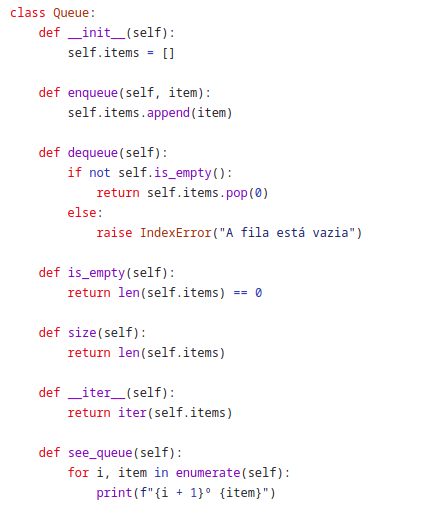 class Queue:
    def __init__(self):
        self.items = []

    def enqueue(self, item):
        self.items.append(item)

    def dequeue(self):
        if not self.is_empty():
            return self.items.pop(0)
        else:
            raise IndexError("A fila está vazia")

    def is_empty(self):
        return len(self.items) == 0

    def size(self):
        return len(self.items)

    def __iter__(self):
        return iter(self.items)

    def see_queue(self):
        for i, item in enumerate(self):
            print(f"{i + 1}º {item}")